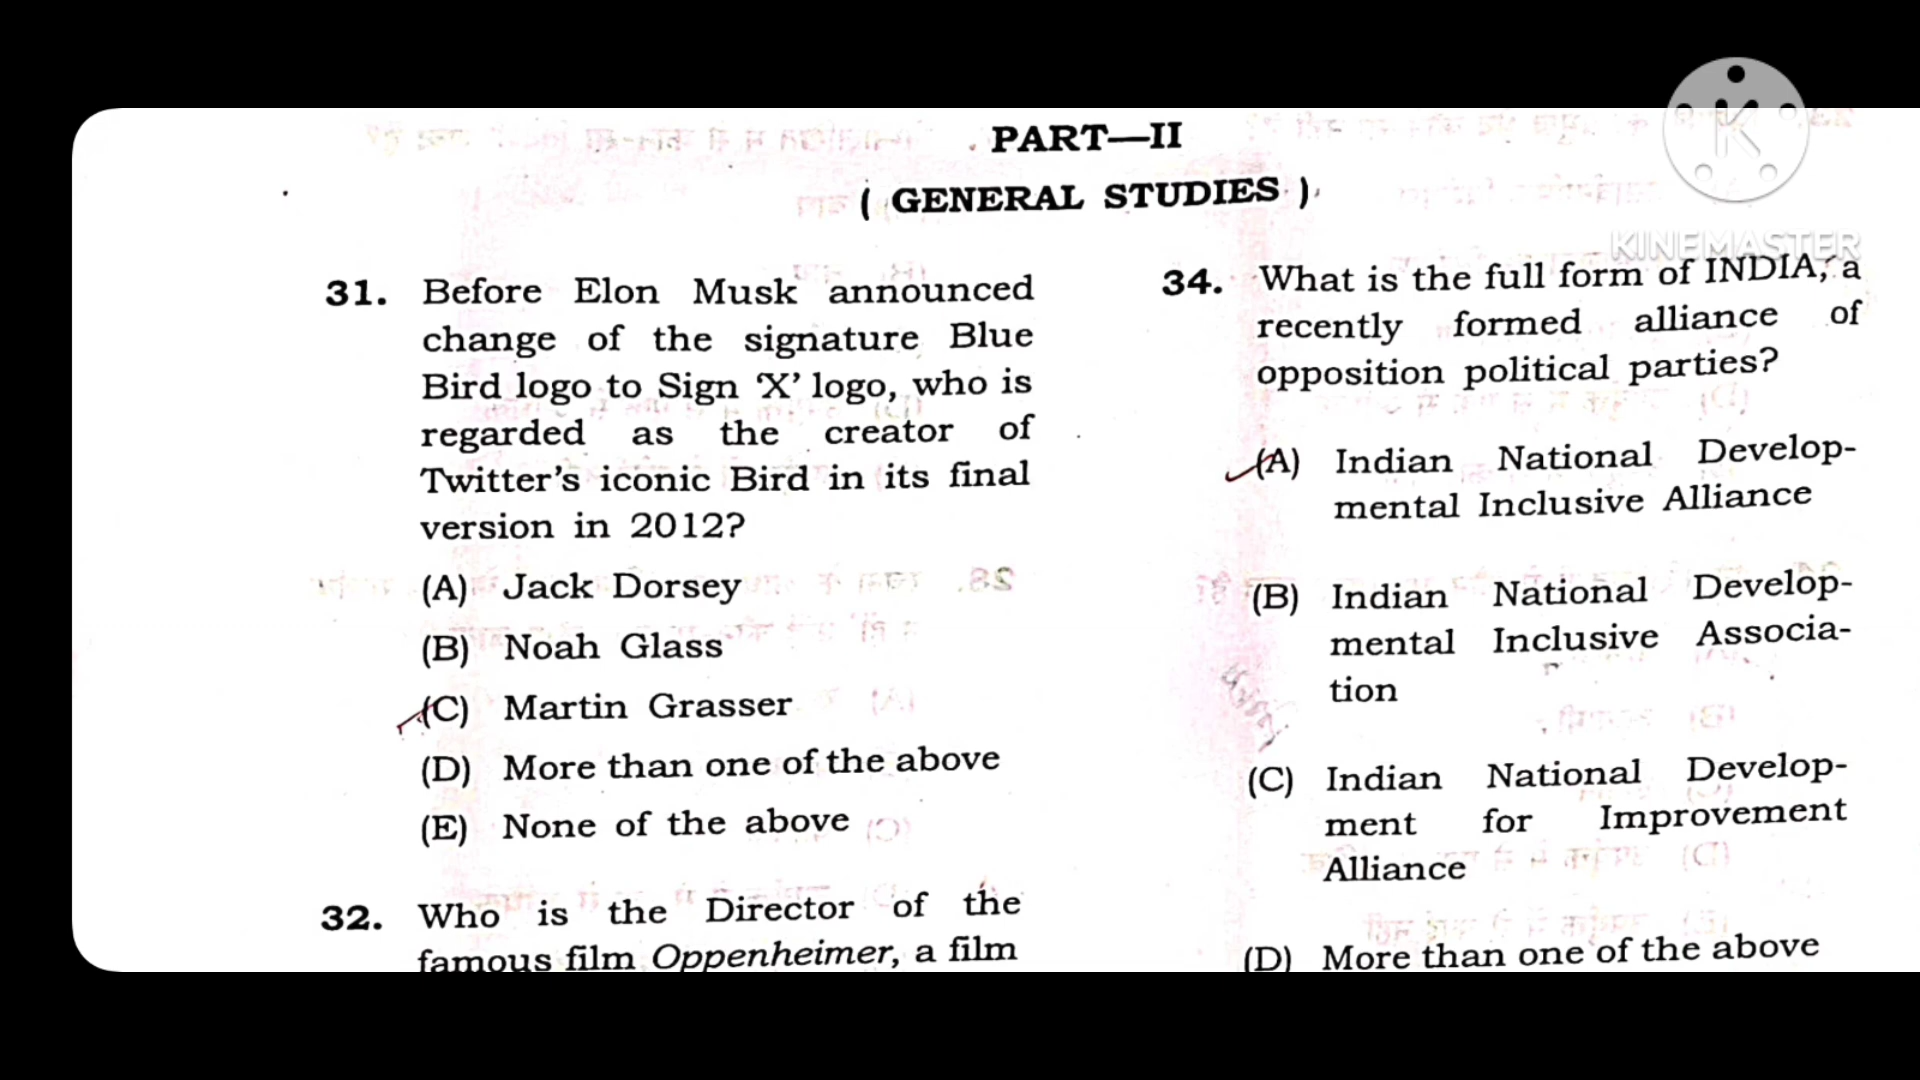 PART—II
( GENERAL STUDIES )
KINEMASTER
31. Before Elon Musk announced
change of the signature Blue
Bird logo to Sign ‘X’ logo, who is
regarded as the creator of
Twitter’s iconic Bird in its final
version in 2012?
(A) Jack Dorsey
(B) Noah Glass
(C) Martin Grasser
(D) More than one of the above
(E) None of the above
32. Who is the Director of the
famous film Oppenheimer, a film
34. What is the full form of INDIA, a
recently formed alliance of
opposition political parties?
(A) Indian National Develop-
mental Inclusive Alliance
(B) Indian National Develop-
mental Inclusive Associa-
tion
(C) Indian National Develop-
ment for Improvement
Alliance
(D) More than one of the above